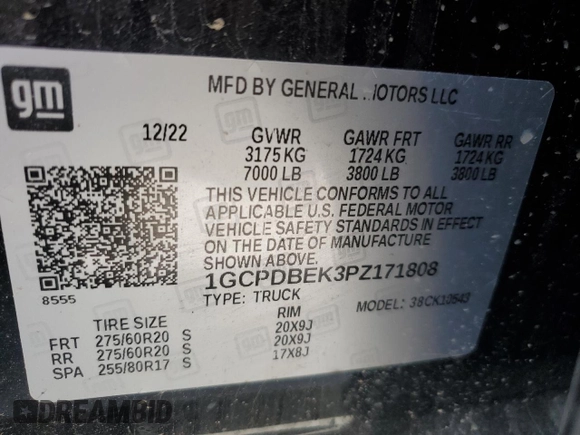 gm
MFD BY GENERAL MOTORS LLC
12/22 GVWR GAWR FRT GAWR RR
3175 KG 1724 KG 1724 KG
7000 LB 3800 LB 3800 LB
THIS VEHICLE CONFORMS TO ALL
APPLICABLE U.S. FEDERAL MOTOR
VEHICLE SAFETY STANDARDS IN EFFECT
ON THE DATE OF MANUFACTURE
SHOWN ABOVE.
1GCPDBEK3PZ171808
8555
TYPE: TRUCK MODEL:
TIRE SIZE RIM
FRT 275/60R20 S 20X9J
RR 275/60R20 S 20X9J
SPA 255/80R17 S 17X8J
DREAMBID